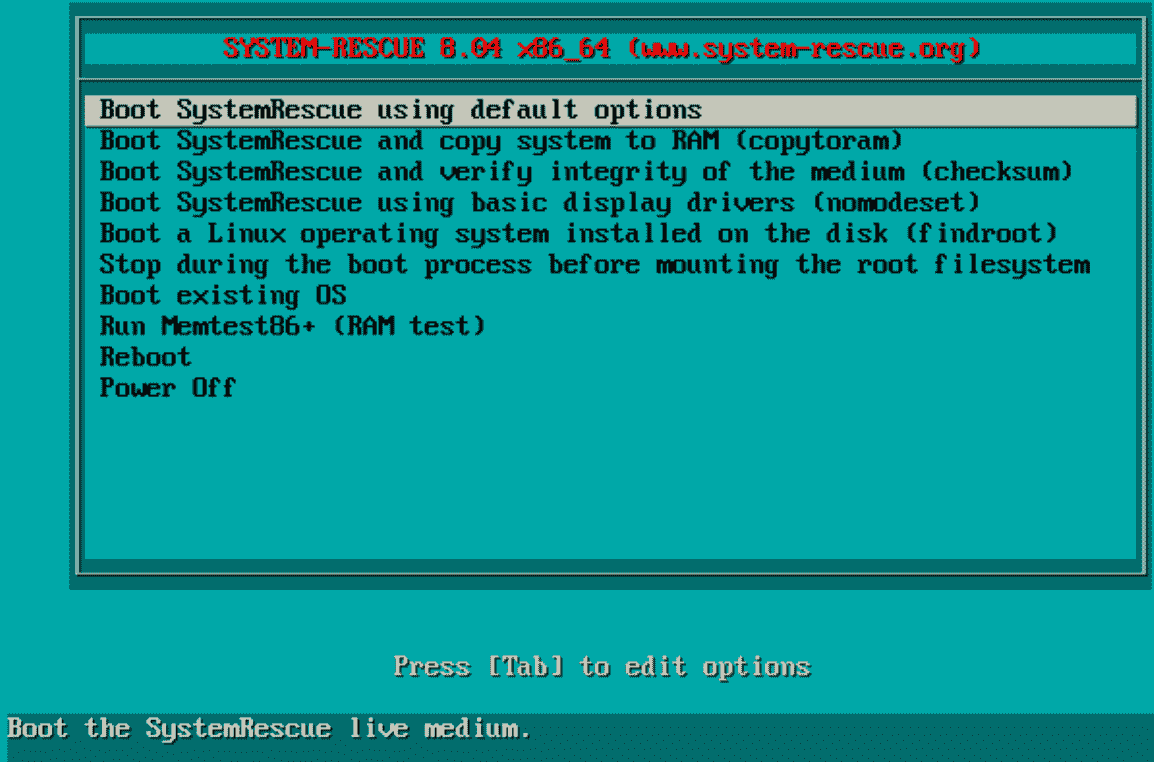 SYSTEM-RESCUE 8.04 x86_64 (www.system-rescue.org)
Boot SystemRescue using default options
Boot SystemRescue and copy system to RAM (copytoram)
Boot SystemRescue and verify integrity of the medium (checksum)
Boot SystemRescue using basic display drivers (nomodeset)
Boot a Linux operating system installed on the disk (findroot)
Stop during the boot process before mounting the root filesystem
Boot existing OS
Run Memtest86+ (RAM test)
Reboot
Power Off
Press [Tab] to edit options
Boot the SystemRescue live medium.